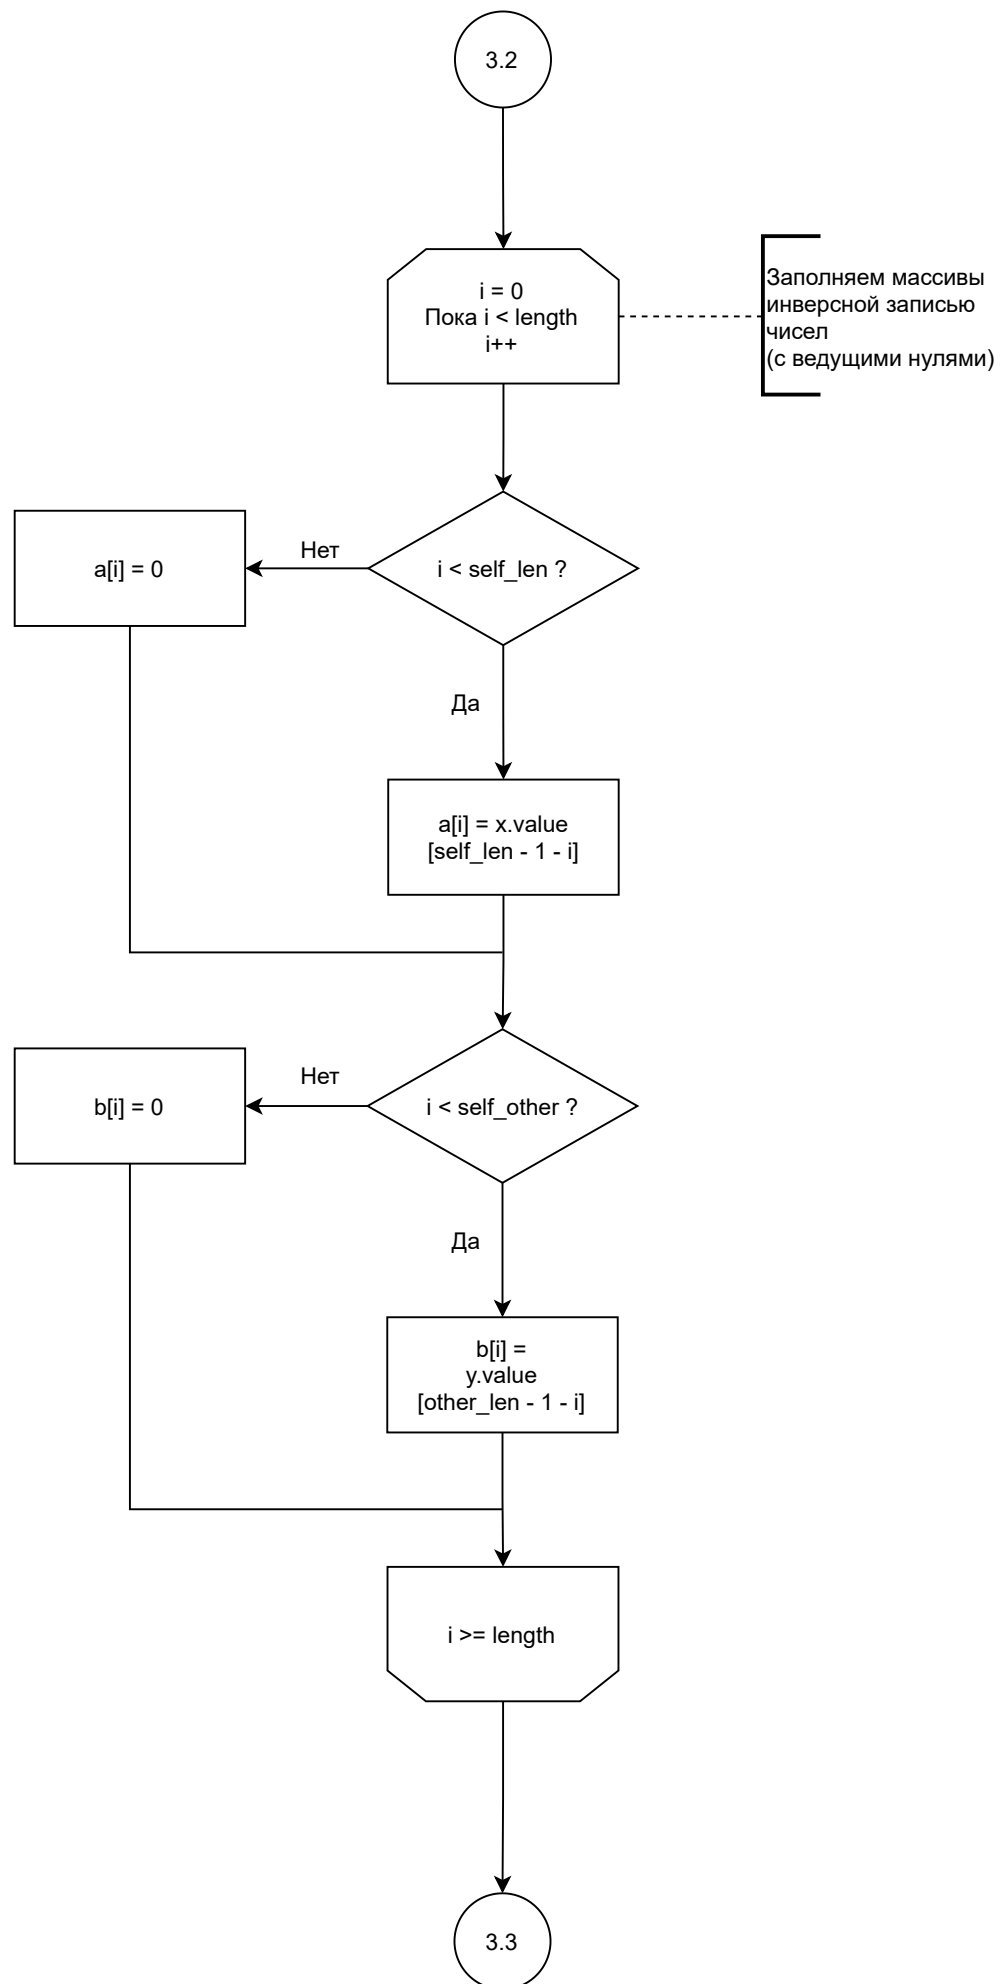 3.2
i = 0
Пока i < length
i++
Заполняем массивы
инверсной записью
чисел
(с ведущими нулями)
i < self_len ?
Нет
a[i] = 0
Да
a[i] = x.value
[self_len - 1 - i]
i < self_other ?
Нет
b[i] = 0
Да
b[i] =
y.value
[other_len - 1 - i]
i >= length
3.3